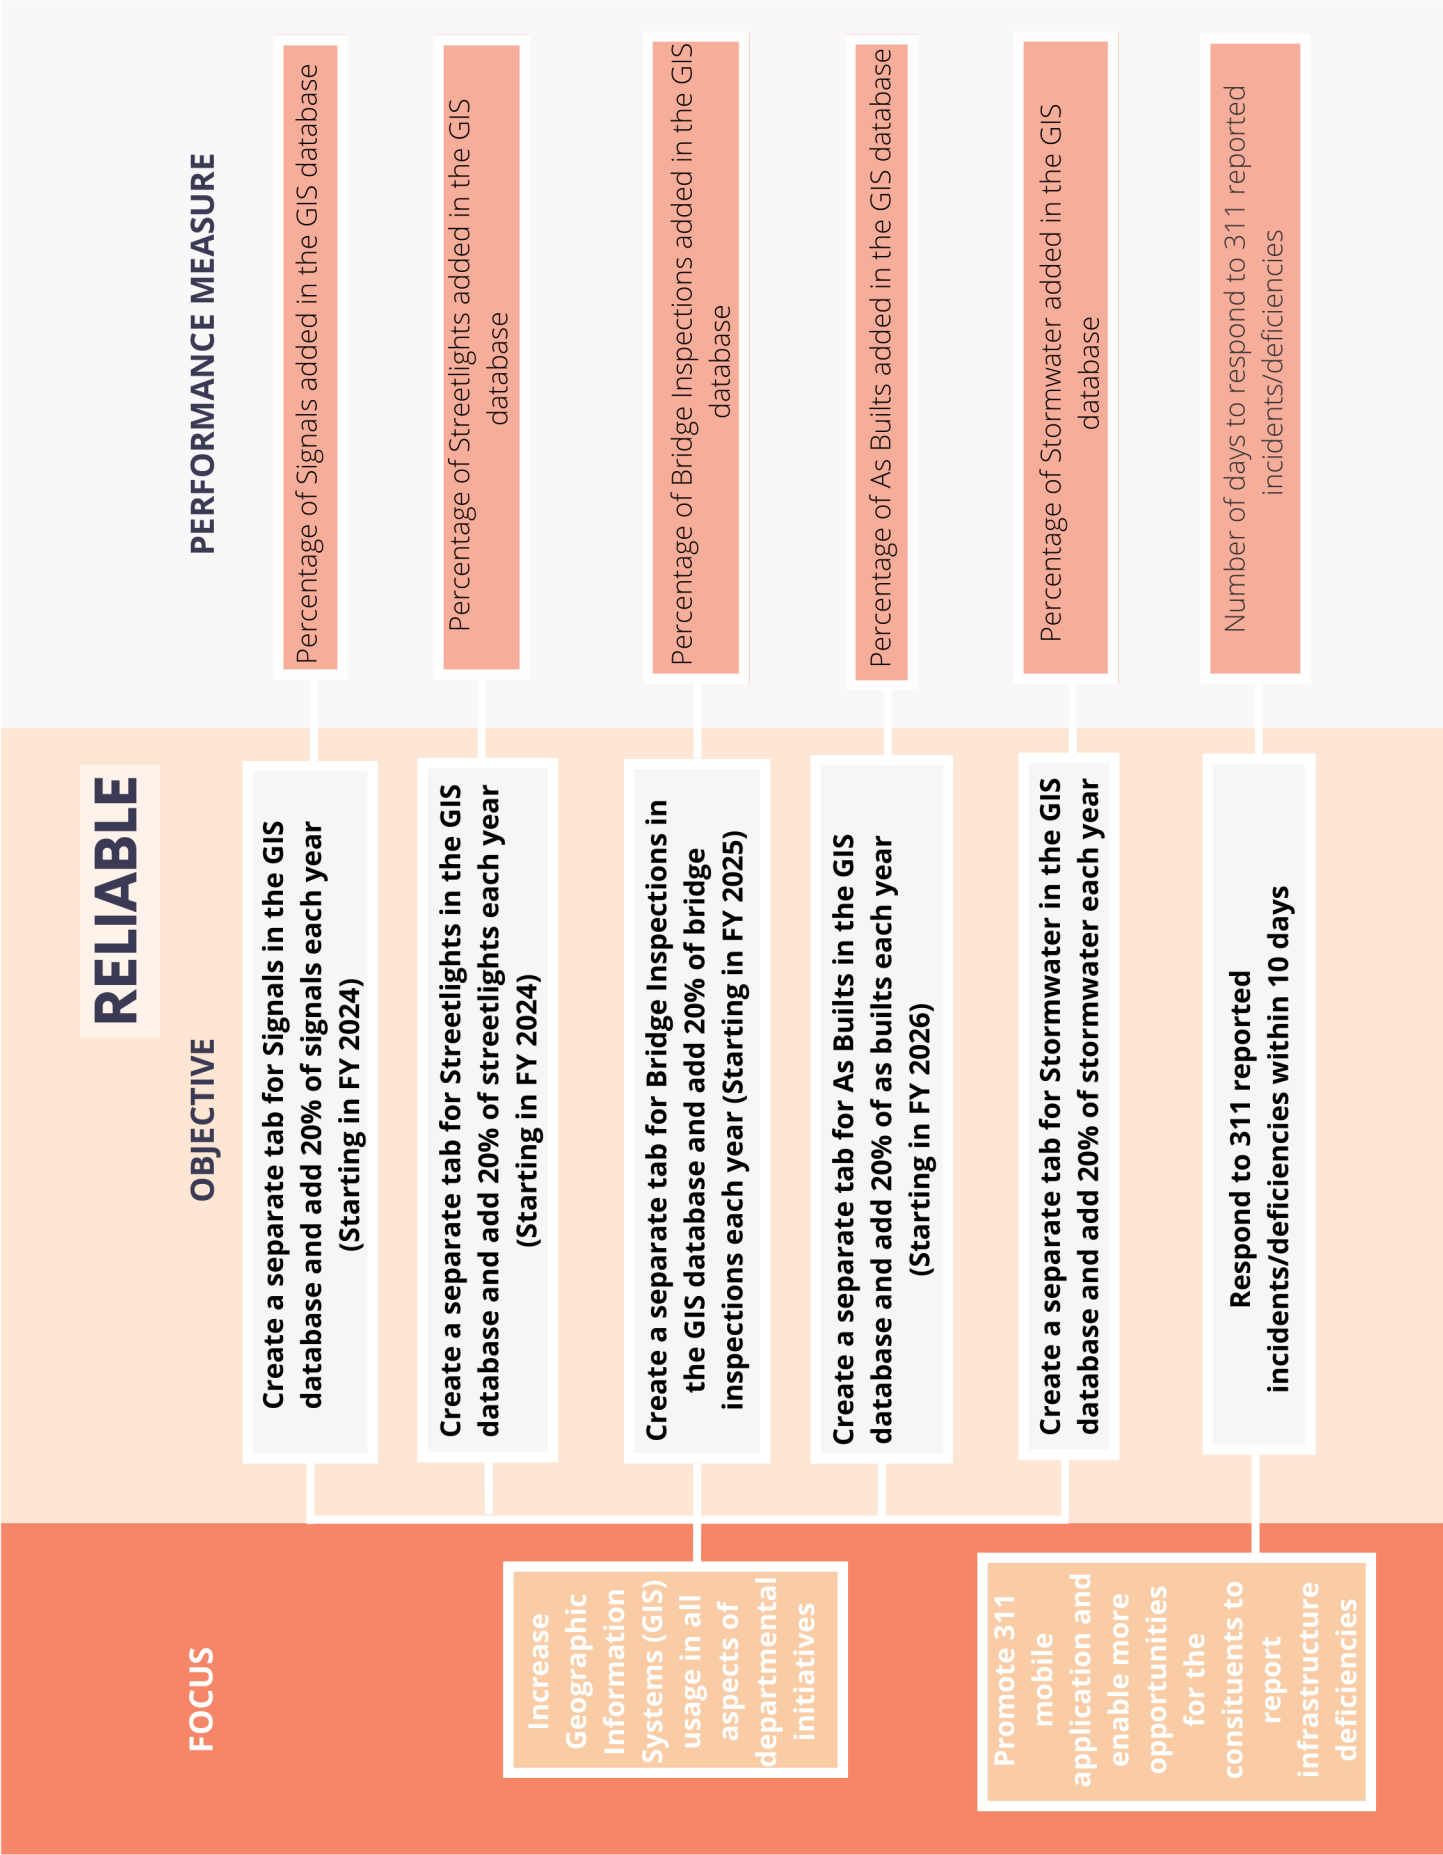 RELIABLE
FOCUS
OBJECTIVE
PERFORMANCE MEASURE
Increase
Geographic
Information
Systems (GIS)
usage in all
aspects of
departmental
initiatives
Create a separate tab for Signals in the GIS
database and add 20% of signals each year
(Starting in FY 2024)
Percentage of Signals added in the GIS database
Create a separate tab for Streetlights in the GIS
database and add 20% of streetlights each year
(Starting in FY 2024)
Percentage of Streetlights added in the GIS
database
Create a separate tab for Bridge Inspections in
the GIS database and add 20% of bridge
inspections each year (Starting in FY 2025)
Percentage of Bridge Inspections added in the GIS
database
Create a separate tab for As Builts in the GIS
database and add 20% of as builts each year
(Starting in FY 2026)
Percentage of As Builts added in the GIS database
Create a separate tab for Stormwater in the GIS
database and add 20% of stormwater each year
Percentage of Stormwater added in the GIS
database
Promote 311
mobile
application and
enable more
opportunities
for the
consituents to
report
infrastructure
deficiencies
Respond to 311 reported
incidents/deficiencies within 10 days
Number of days to respond to 311 reported
incidents/deficiencies